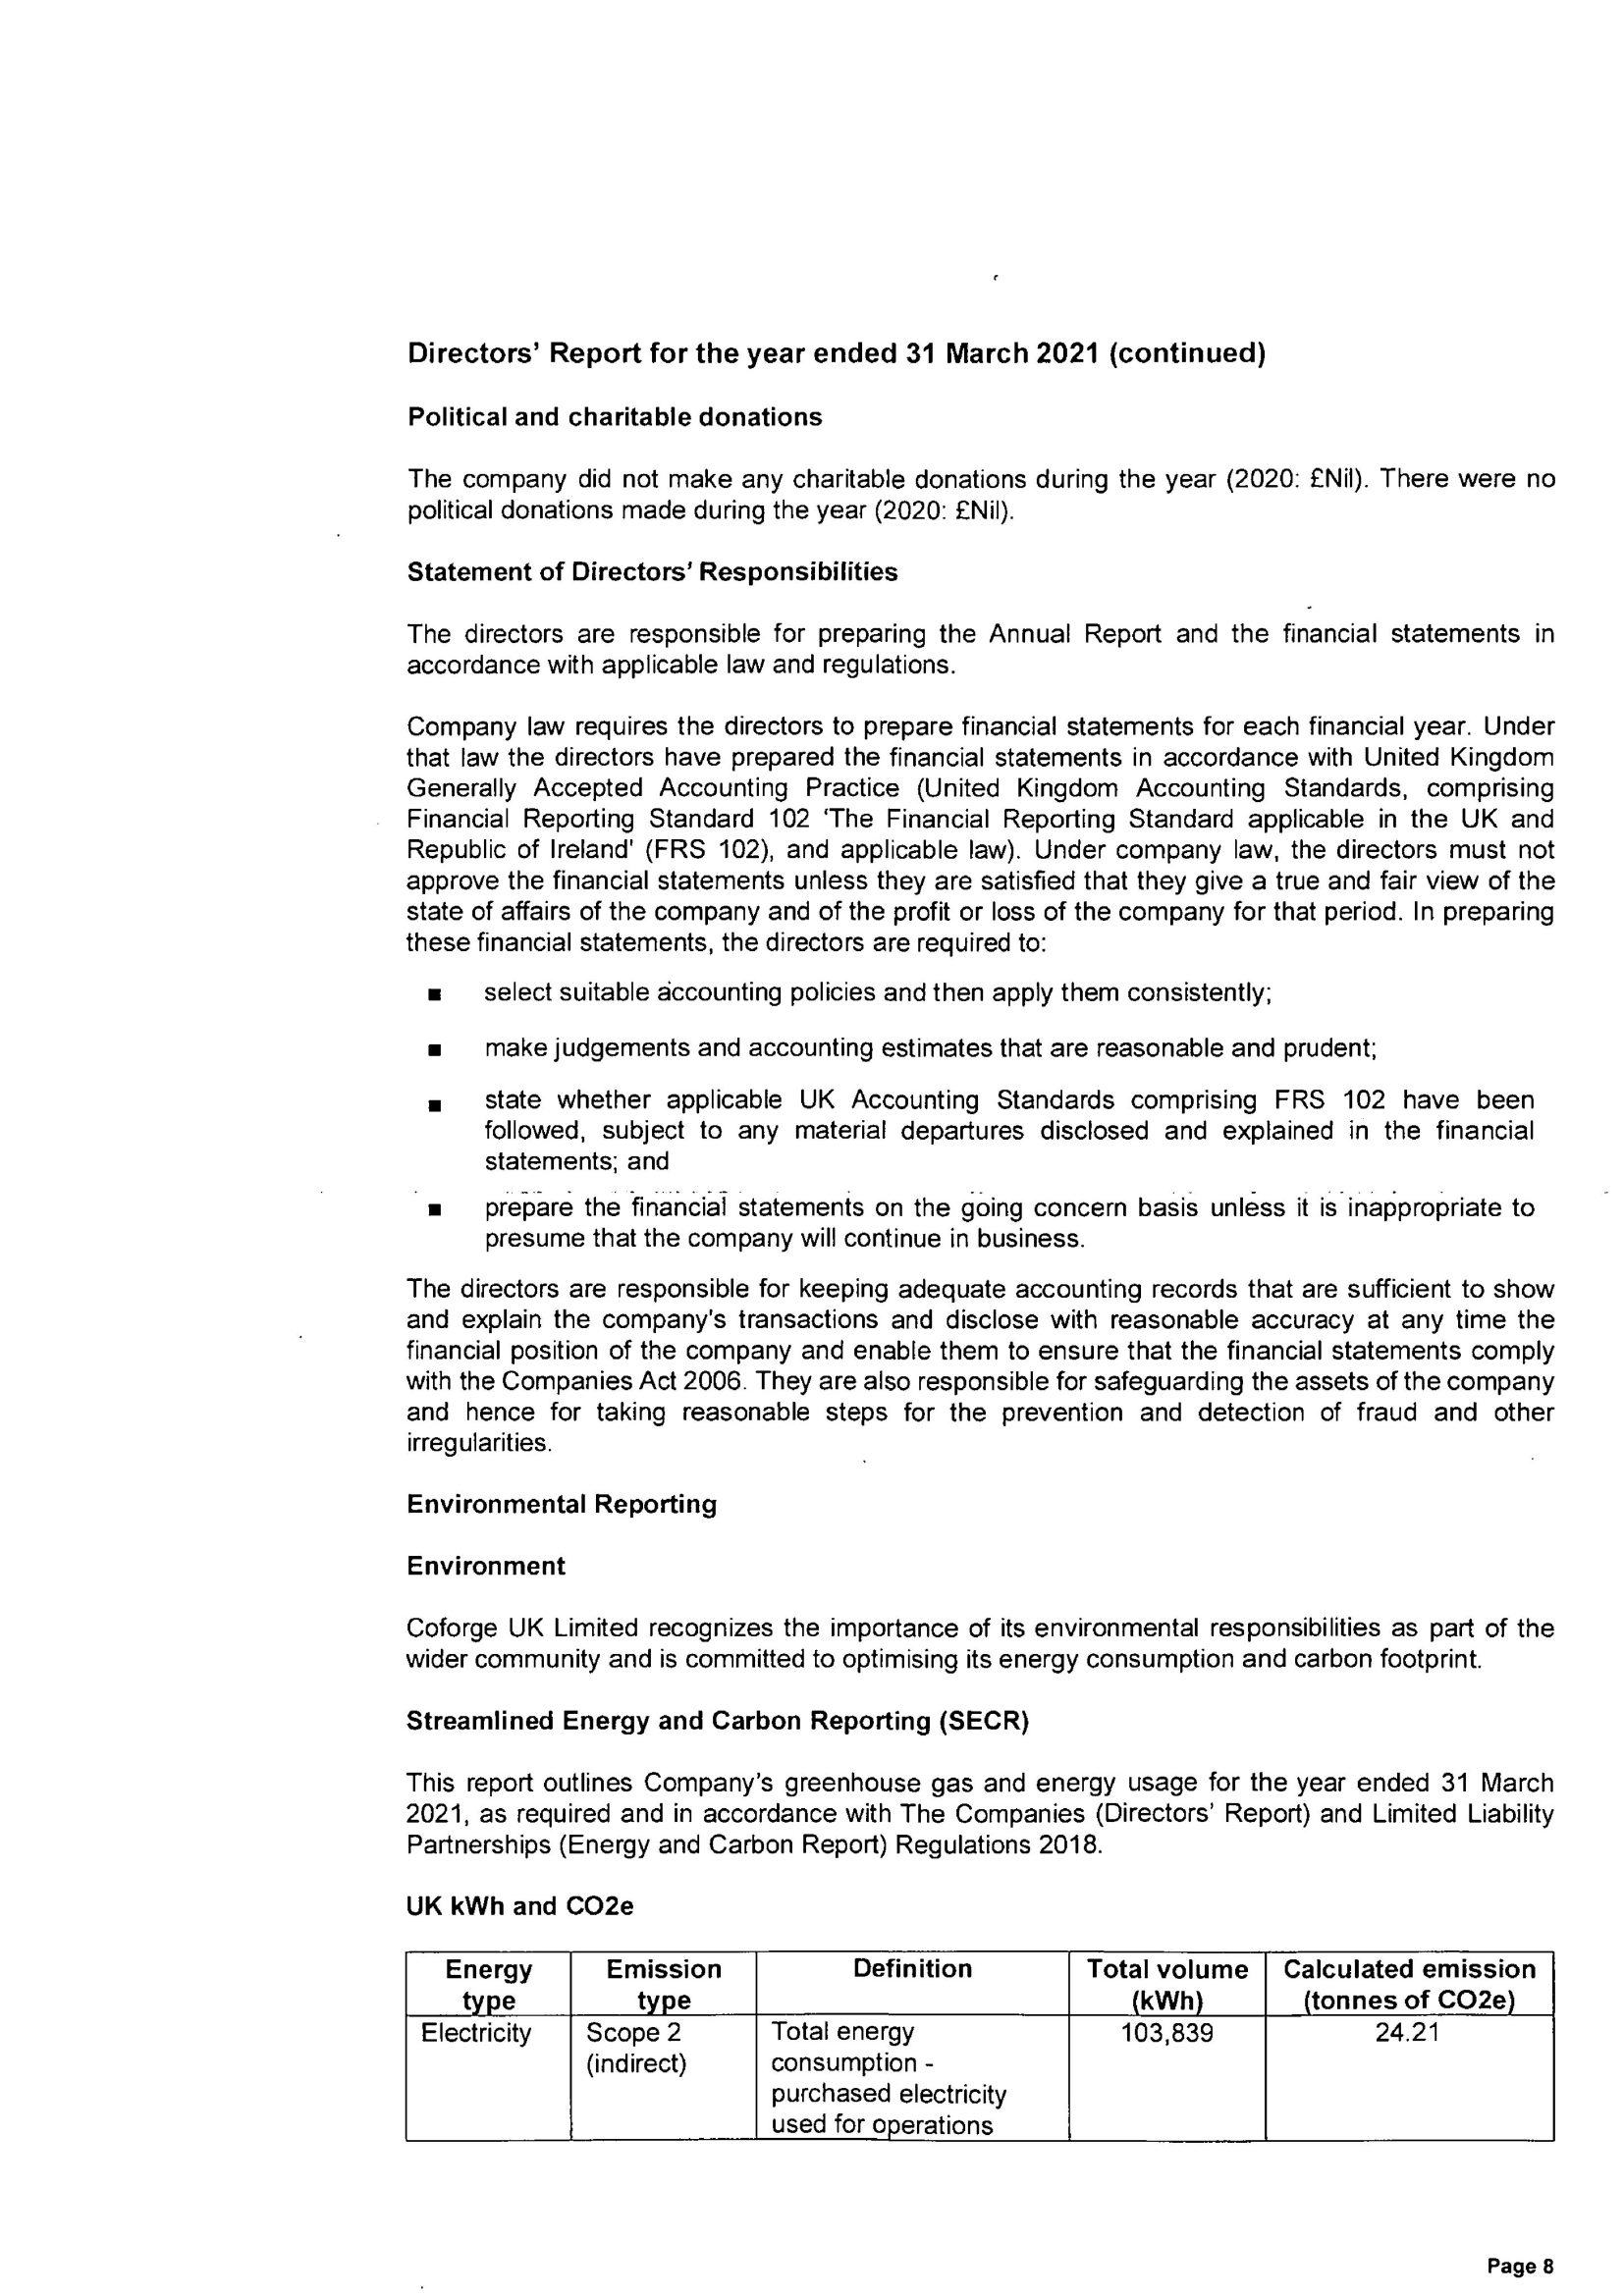 Directors' Report for the year ended 31 March 2021 (continued)
Political and charitable donations
The company did not make any charitable donations during the year (2020: £Nil). There were no
political donations made during the year (2020: £Nil).
Statement of Directors' Responsibilities
The directors are responsible for preparing the Annual Report and the financial statements in
accordance with applicable law and regulations.
Company law requires the directors to prepare financial statements for each financial year. Under
that law the directors have prepared the financial statements in accordance with United Kingdom
Generally Accepted Accounting Practice (United Kingdom Accounting Standards, comprising
Financial Reporting Standard 102 'The Financial Reporting Standard applicable in the UK and
Republic of Ireland' (FRS 102), and applicable law). Under company law, the directors must not
approve the financial statements unless they are satisfied that they give a true and fair view of the
state of affairs of the company and of the profit or loss of the company for that period. In preparing
these financial statements, the directors are required to:
■ select suitable accounting policies and then apply them consistently;
■ make judgements and accounting estimates that are reasonable and prudent;
■ state whether applicable UK Accounting Standards comprising FRS 102 have been
followed, subject to any material departures disclosed and explained in the financial
statements; and
■ prepare the financial statements on the going concern basis unless it is inappropriate to
presume that the company will continue in business.
The directors are responsible for keeping adequate accounting records that are sufficient to show
and explain the company's transactions and disclose with reasonable accuracy at any time the
financial position of the company and enable them to ensure that the financial statements comply
with the Companies Act 2006. They are also responsible for safeguarding the assets of the company
and hence for taking reasonable steps for the prevention and detection of fraud and other
irregularities.
Environmental Reporting
Environment
Coforge UK Limited recognizes the importance of its environmental responsibilities as part of the
wider community and is committed to optimising its energy consumption and carbon footprint.
Streamlined Energy and Carbon Reporting (SECR)
This report outlines Company's greenhouse gas and energy usage for the year ended 31 March
2021, as required and in accordance with The Companies (Directors' Report) and Limited Liability
Partnerships (Energy and Carbon Report) Regulations 2018.
UK kWh and CO2e
Energy Emission Definition Total volume Calculated emission
type type (kWh) (tonnes of CO2e)
Electricity Scope 2 Total energy 103,839 24.21
(indirect) consumption -
purchased electricity
used for operations
Page 8